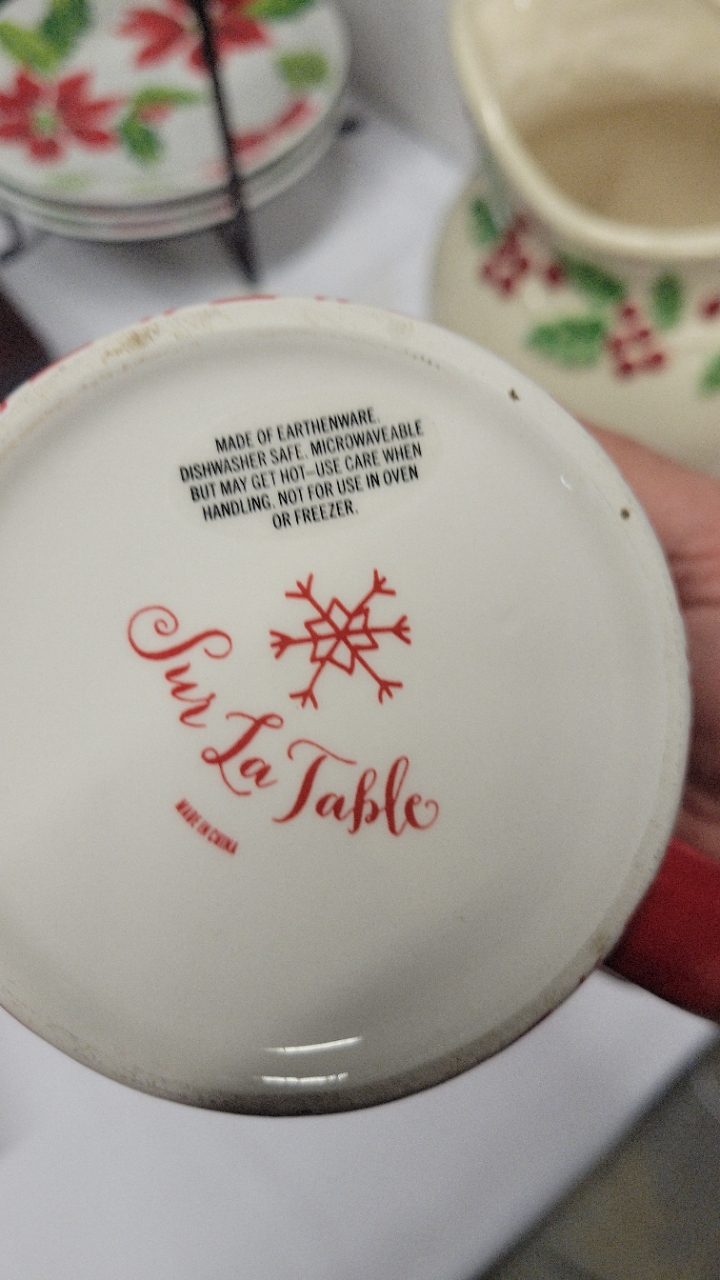 MADE OF EARTHENWARE.
DISHWASHER SAFE. MICROWAVEABLE
BUT MAY GET HOT–USE CARE WHEN
HANDLING. NOT FOR USE IN OVEN
OR FREEZER.
Sur La Table
MADE IN CHINA